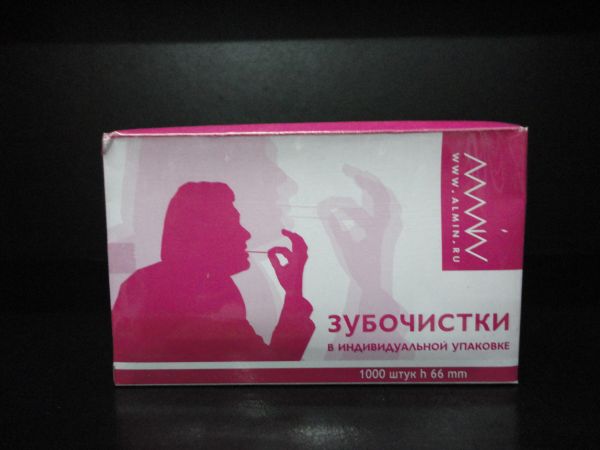 WWW.ALMIN.RU
ЗУБОЧИСТКИ
В ИНДИВИДУАЛЬНОЙ УПАКОВКЕ
1000 штук h 66 mm